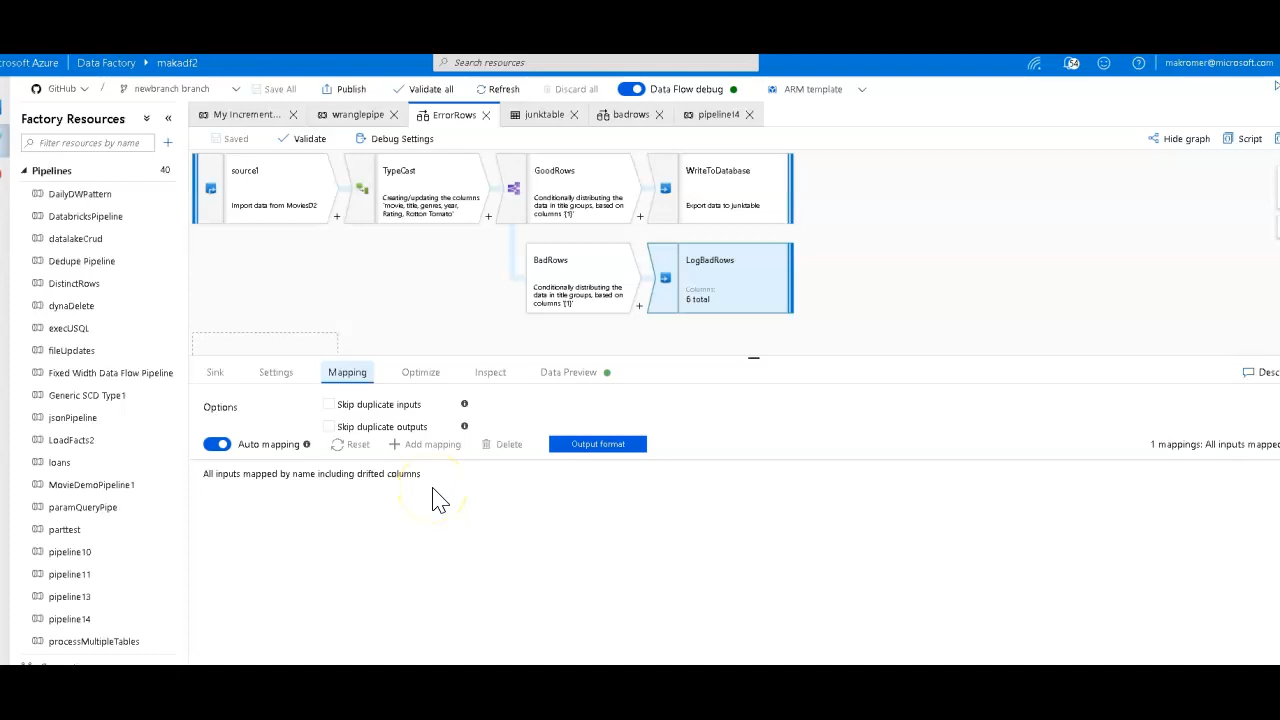 rosoft Azure Data Factory makadf2 Search resources 54 makromer@microsoft.com
GitHub newbranch branch Save All Publish Validate all Refresh Discard all Data Flow debug ARM template
Factory Resources
My Increment... wranglepipe ErrorRows junktable badrows pipeline14
Filter resources by name
Saved Validate Debug Settings Hide graph Script
Pipelines 40
DailyDWPattern
DatabricksPipeline
datalakeCrud
Dedupe Pipeline
DistinctRows
dynaDelete
execUSQL
fileUpdates
Fixed Width Data Flow Pipeline
Generic SCD Type1
jsonPipeline
LoadFacts2
loans
MovieDemoPipeline1
paramQueryPipe
parttest
pipeline10
pipeline11
pipeline13
pipeline14
processMultipleTables
source1
Import data from MoviesD2
TypeCast
Creating/updating the columns
'movie, title, genres, year,
Rating, Rotton Tomato'
GoodRows
Conditionally distributing the
data in title groups, based on
columns '{1}'
WriteToDatabase
Export data to junktable
BadRows
Conditionally distributing the
data in title groups, based on
columns '{1}'
LogBadRows
Columns:
6 total
Sink Settings Mapping Optimize Inspect Data Preview Desc
Options
Skip duplicate inputs
Skip duplicate outputs
Auto mapping Reset Add mapping Delete Output format 1 mappings: All inputs mapped
All inputs mapped by name including drifted columns